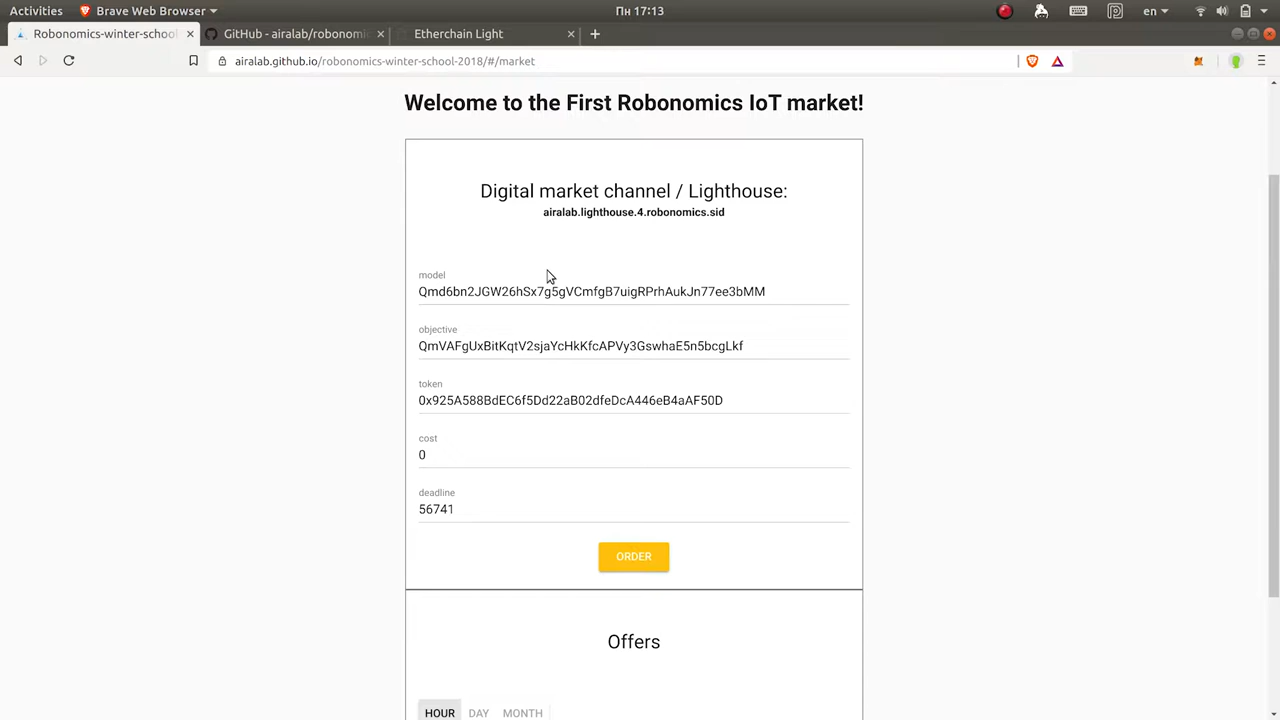 Activities Brave Web Browser Пн 17:13 en
Robonomics-winter-school GitHub - airalab/robonomic Etherchain Light
airalab.github.io/robonomics-winter-school-2018/#/market
Welcome to the First Robonomics IoT market!
Digital market channel / Lighthouse:
airalab.lighthouse.4.robonomics.sid
model
Qmd6bn2JGW26hSx7g5gVCmfgB7uigRPrhAukJn77ee3bMM
objective
QmVAFgUxBitKqtV2sjaYcHkKfcAPVy3GswhaE5n5bcgLkf
token
0x925A588BdEC6f5Dd22aB02dfeDcA446eB4aAF50D
cost
0
deadline
56741
ORDER
Offers
HOUR DAY MONTH